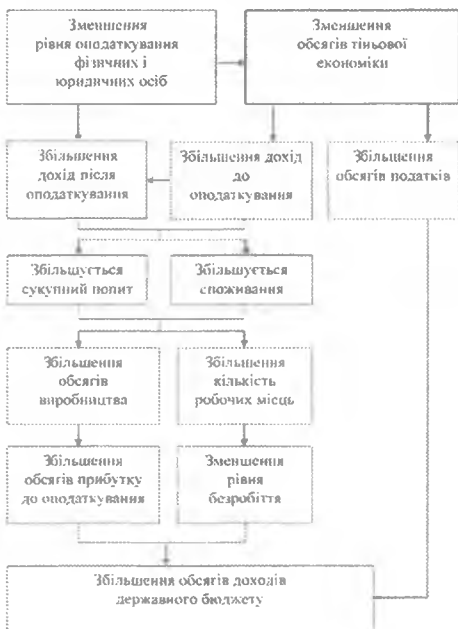 Зменшення
рівня оподаткування
фізичних і
юридичних осіб
Зменшення
обсягів тіньової
економіки
Збільшення
дохід після
оподаткування
Збільшення дохід
до
оподаткування
Збільшення
обсягів податків
Збільшується
сукупний попит
Збільшується
споживання
Збільшення
обсягів
виробництва
Збільшення
кількість
робочих місць
Збільшення
обсягів прибутку
до оподаткування
Зменшення
рівня
безробіття
Збільшення обсягів доходів
державного бюджету